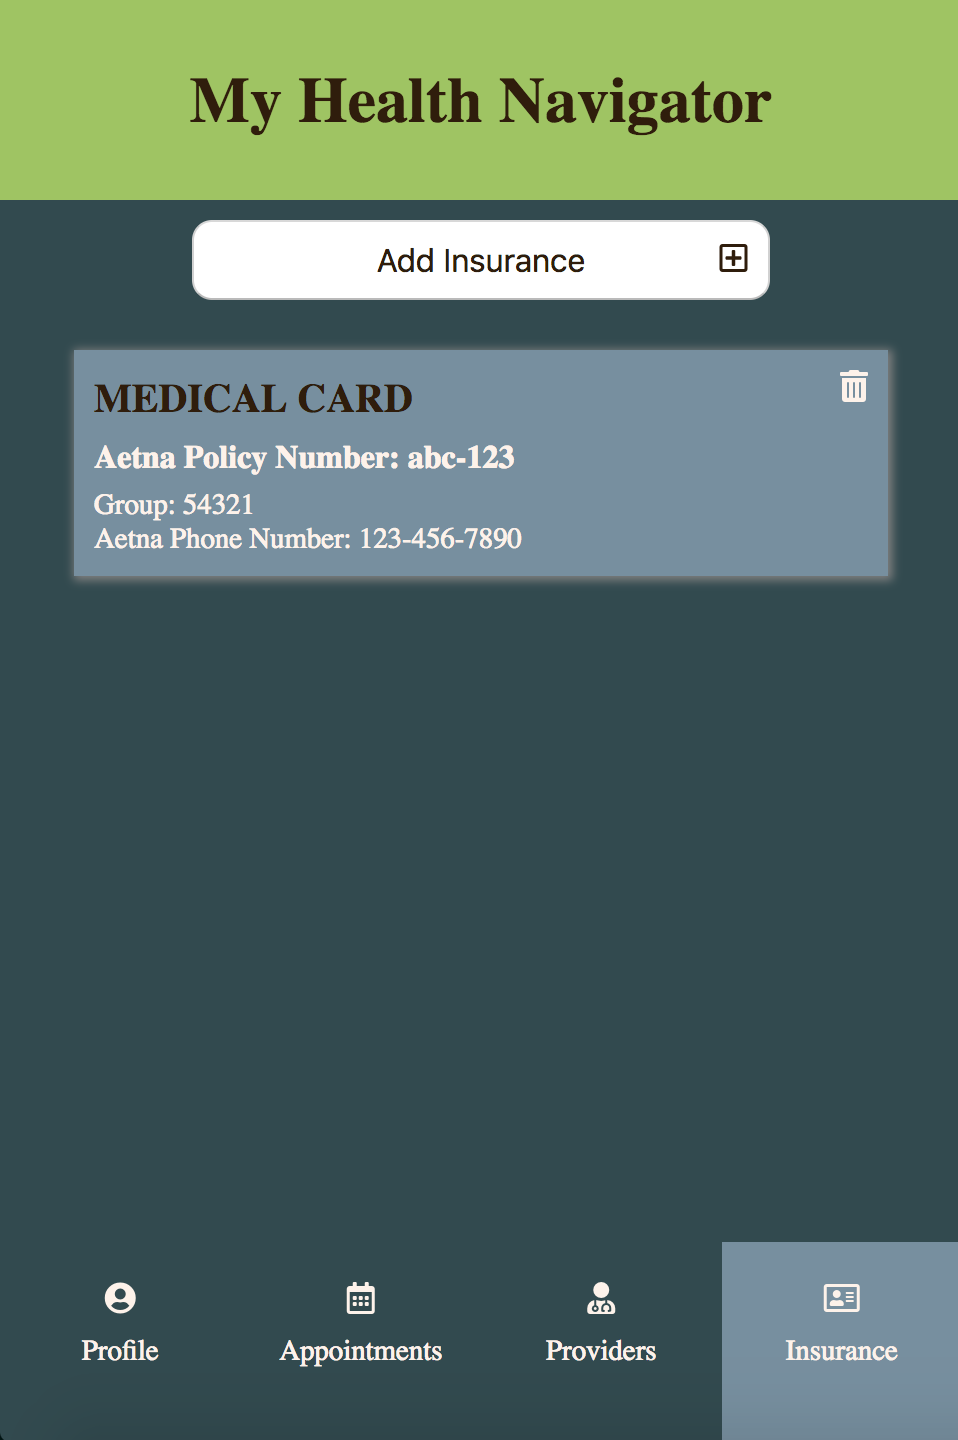 My Health Navigator
Add Insurance
MEDICAL CARD
Aetna Policy Number: abc-123
Group: 54321
Aetna Phone Number: 123-456-7890
Profile
Appointments
Providers
Insurance